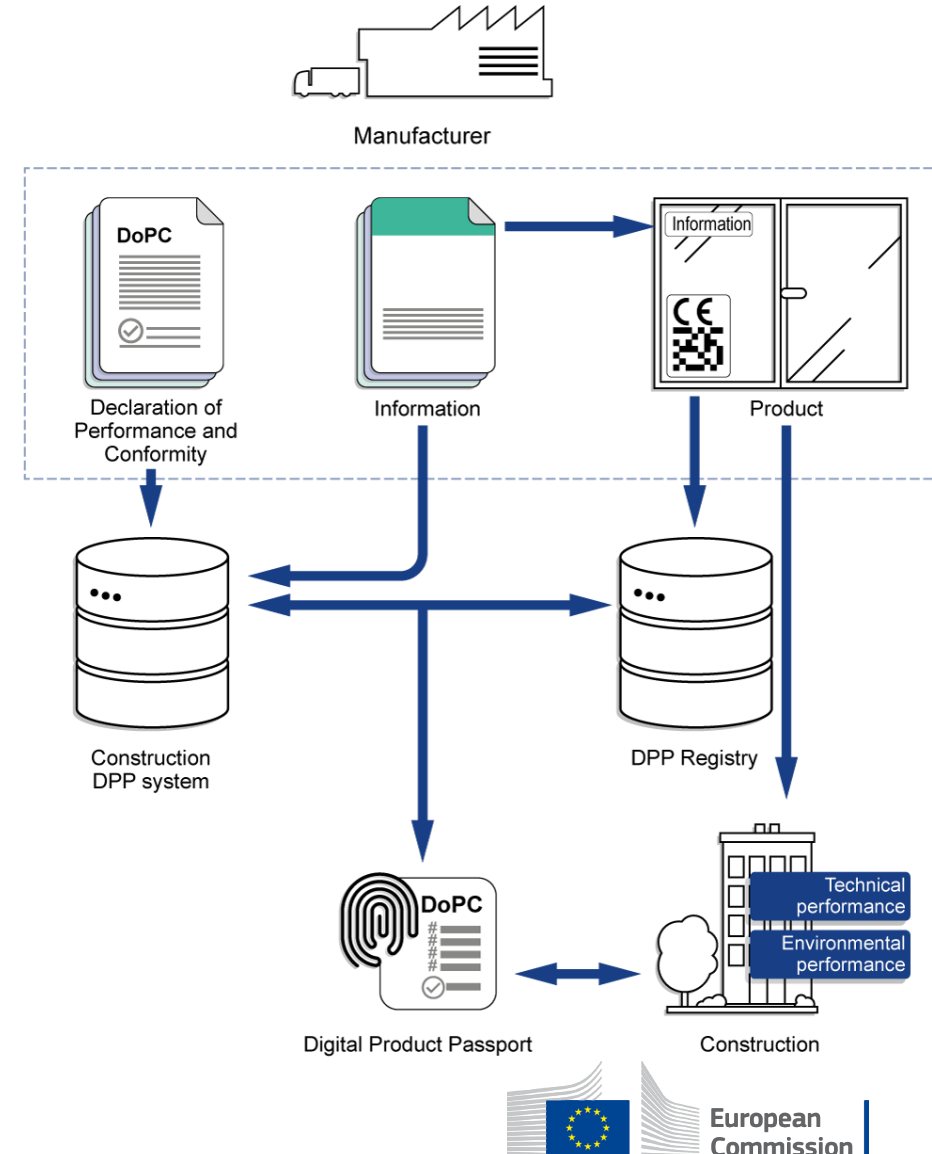 Manufacturer
DoPC
Information
CE
Declaration of
Performance and
Conformity
Information
Product
Construction
DPP system
DPP Registry
DoPC
#
#
#
#
Technical
performance
Environmental
performance
Digital Product Passport
Construction
European
Commission